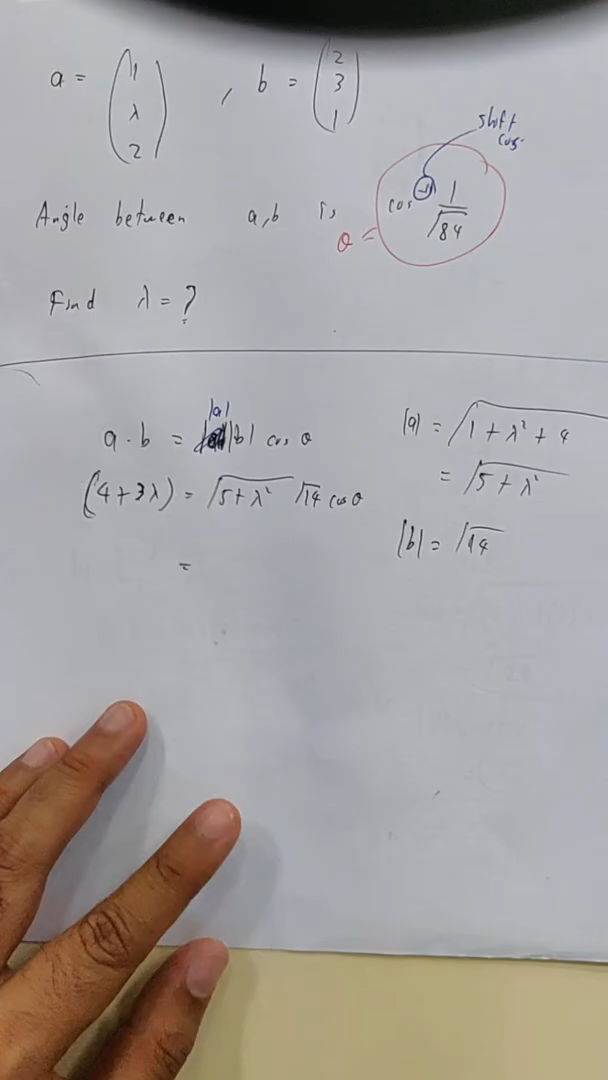 a = (1 λ 2) , b = (2 3 1)
shift cos
Angle between a,b is cos⁻¹ 1/√84
θ =
Find λ = ?
a · b = |a| |b| cos θ
(4+3λ) = √5+λ² √14 cos θ
=
|a| = √1 + λ² + 4
= √5 + λ²
|b| = √14